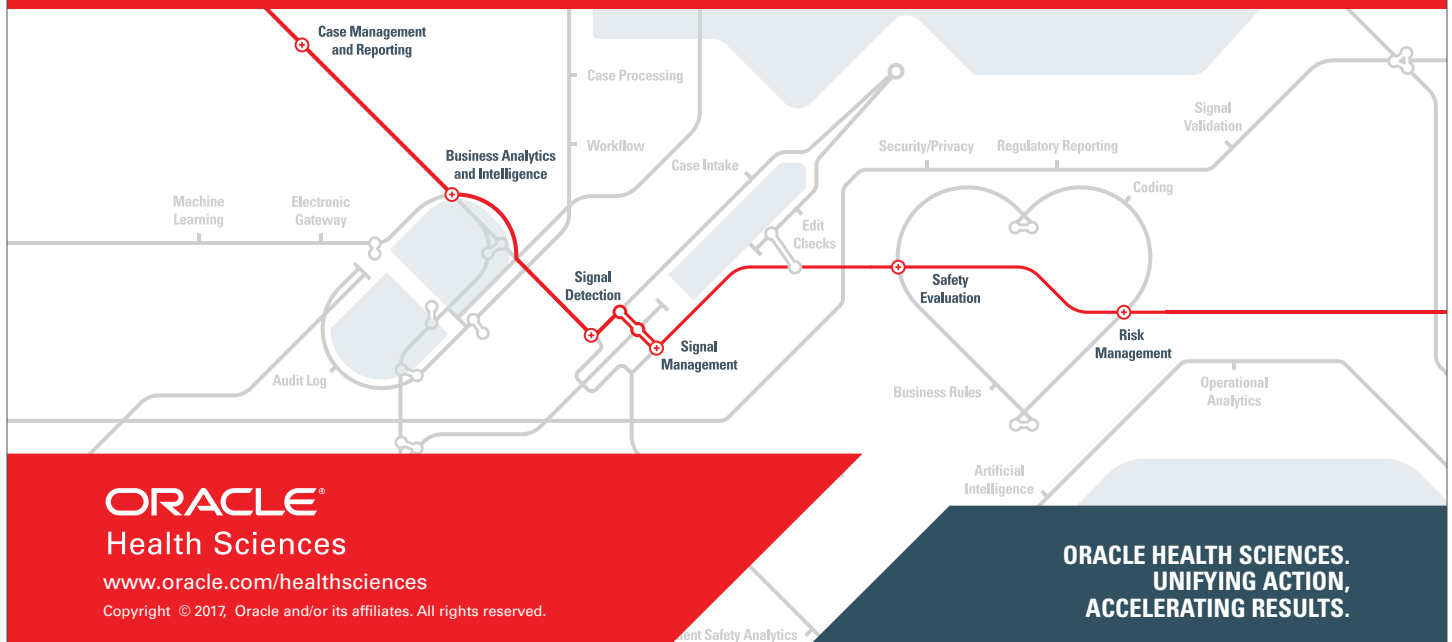 Case Management
and Reporting
Case Processing
Signal
Validation
Workflow
Security/Privacy
Regulatory Reporting
Business Analytics
and Intelligence
Case Intake
Coding
Machine
Learning
Electronic
Gateway
Edit
Checks
Signal
Detection
Safety
Evaluation
Signal
Management
Risk
Management
Audit Log
Business Rules
Operational
Analytics
Artificial
Intelligence
ORACLE®
Health Sciences
www.oracle.com/healthsciences
Copyright © 2017, Oracle and/or its affiliates. All rights reserved.
ORACLE HEALTH SCIENCES.
UNIFYING ACTION,
ACCELERATING RESULTS.
Safety Analytics